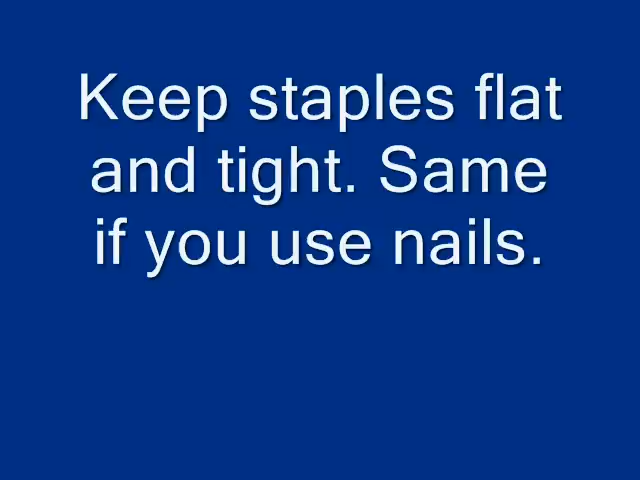 Keep staples flat
and tight. Same
if you use nails.